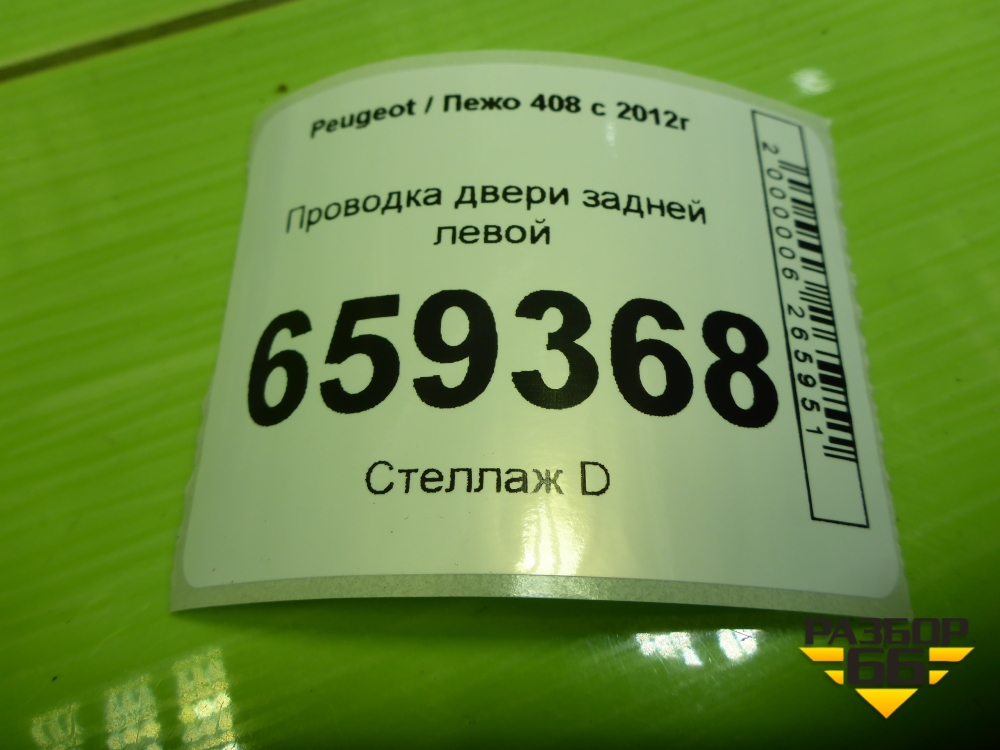 Peugeot / Пежо 408 с 2012г
Проводка двери задней
левой
659368
Стеллаж D
2000006265951
РАЗБОР
66